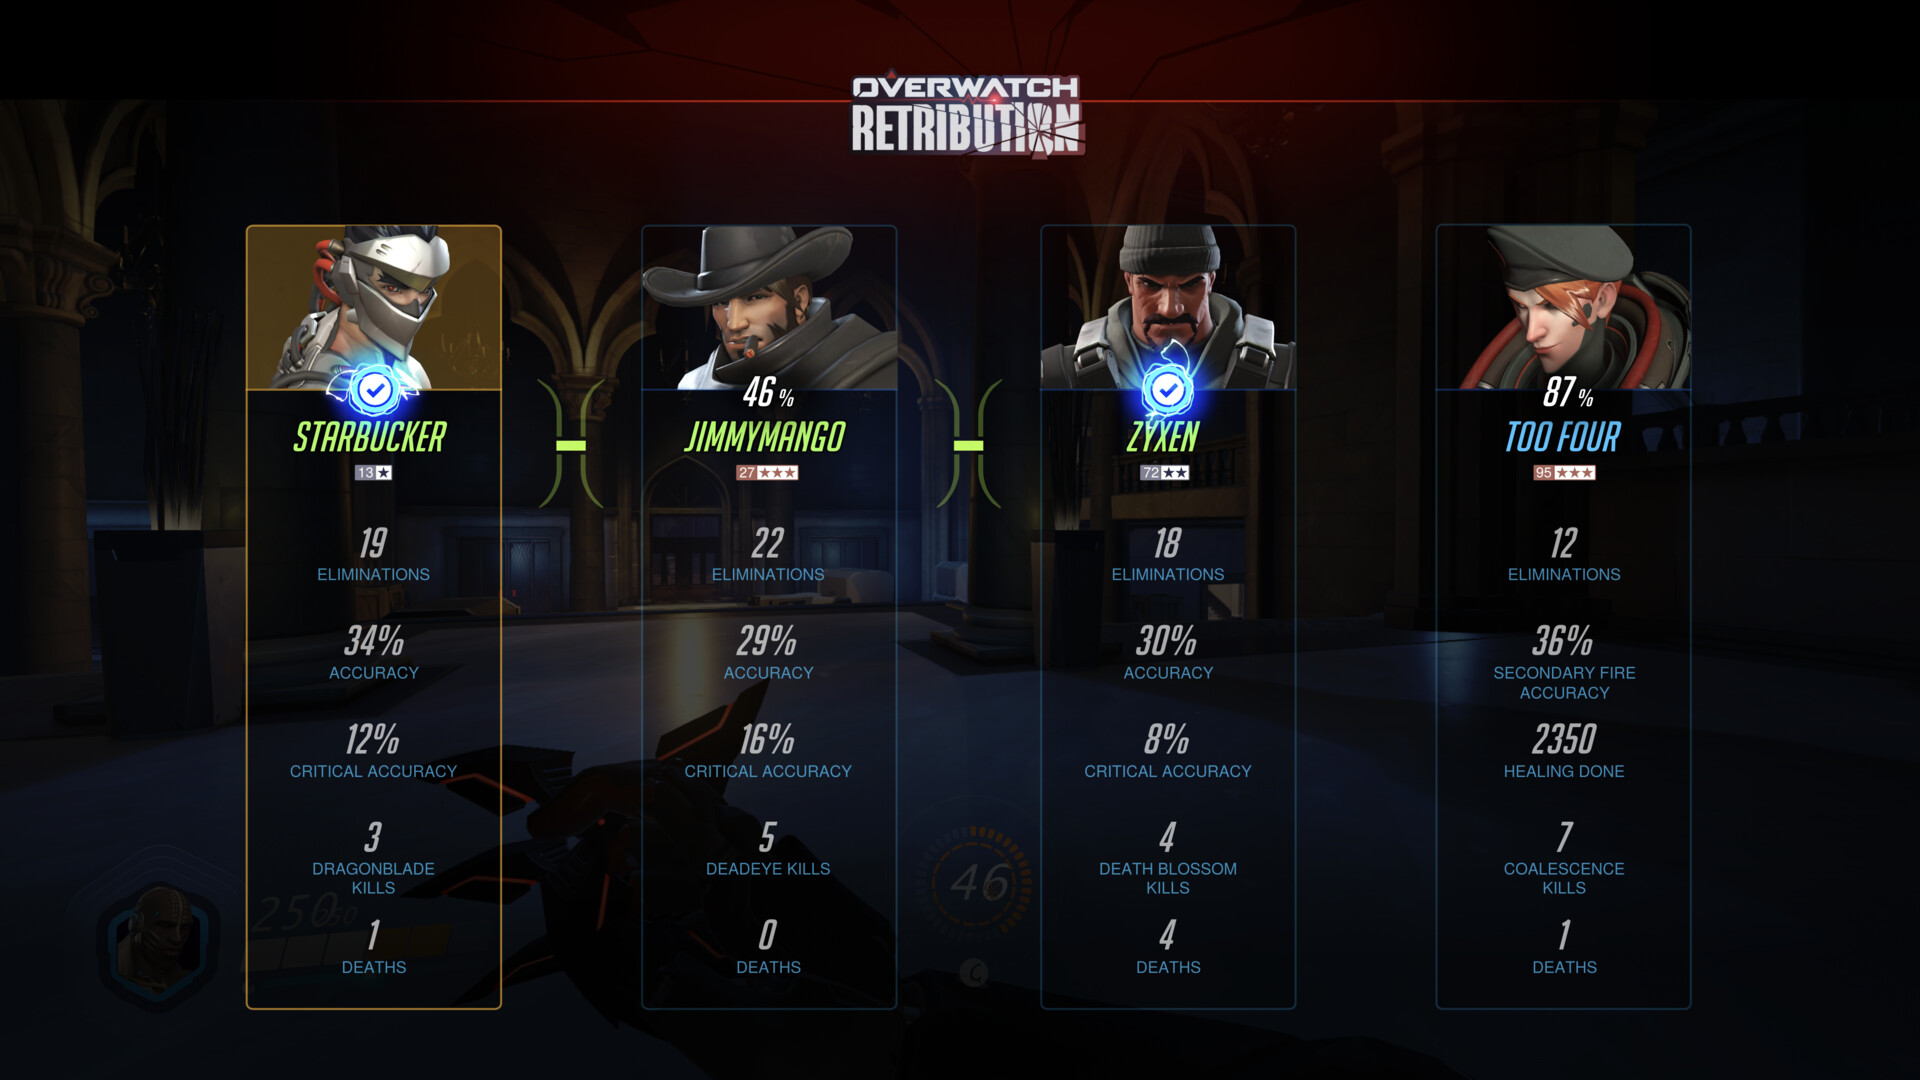 OVERWATCH
RETRIBUTION
46 %
87 %
STARBUCKER
JIMMYMANGO
ZYXEN
TOO FOUR
13
27
72
95
19
ELIMINATIONS
22
ELIMINATIONS
18
ELIMINATIONS
12
ELIMINATIONS
34%
ACCURACY
29%
ACCURACY
30%
ACCURACY
36%
SECONDARY FIRE
ACCURACY
12%
CRITICAL ACCURACY
16%
CRITICAL ACCURACY
8%
CRITICAL ACCURACY
2350
HEALING DONE
3
DRAGONBLADE
KILLS
5
DEADEYE KILLS
4
DEATH BLOSSOM
KILLS
7
COALESCENCE
KILLS
1
DEATHS
0
DEATHS
4
DEATHS
1
DEATHS
250/250
46
C